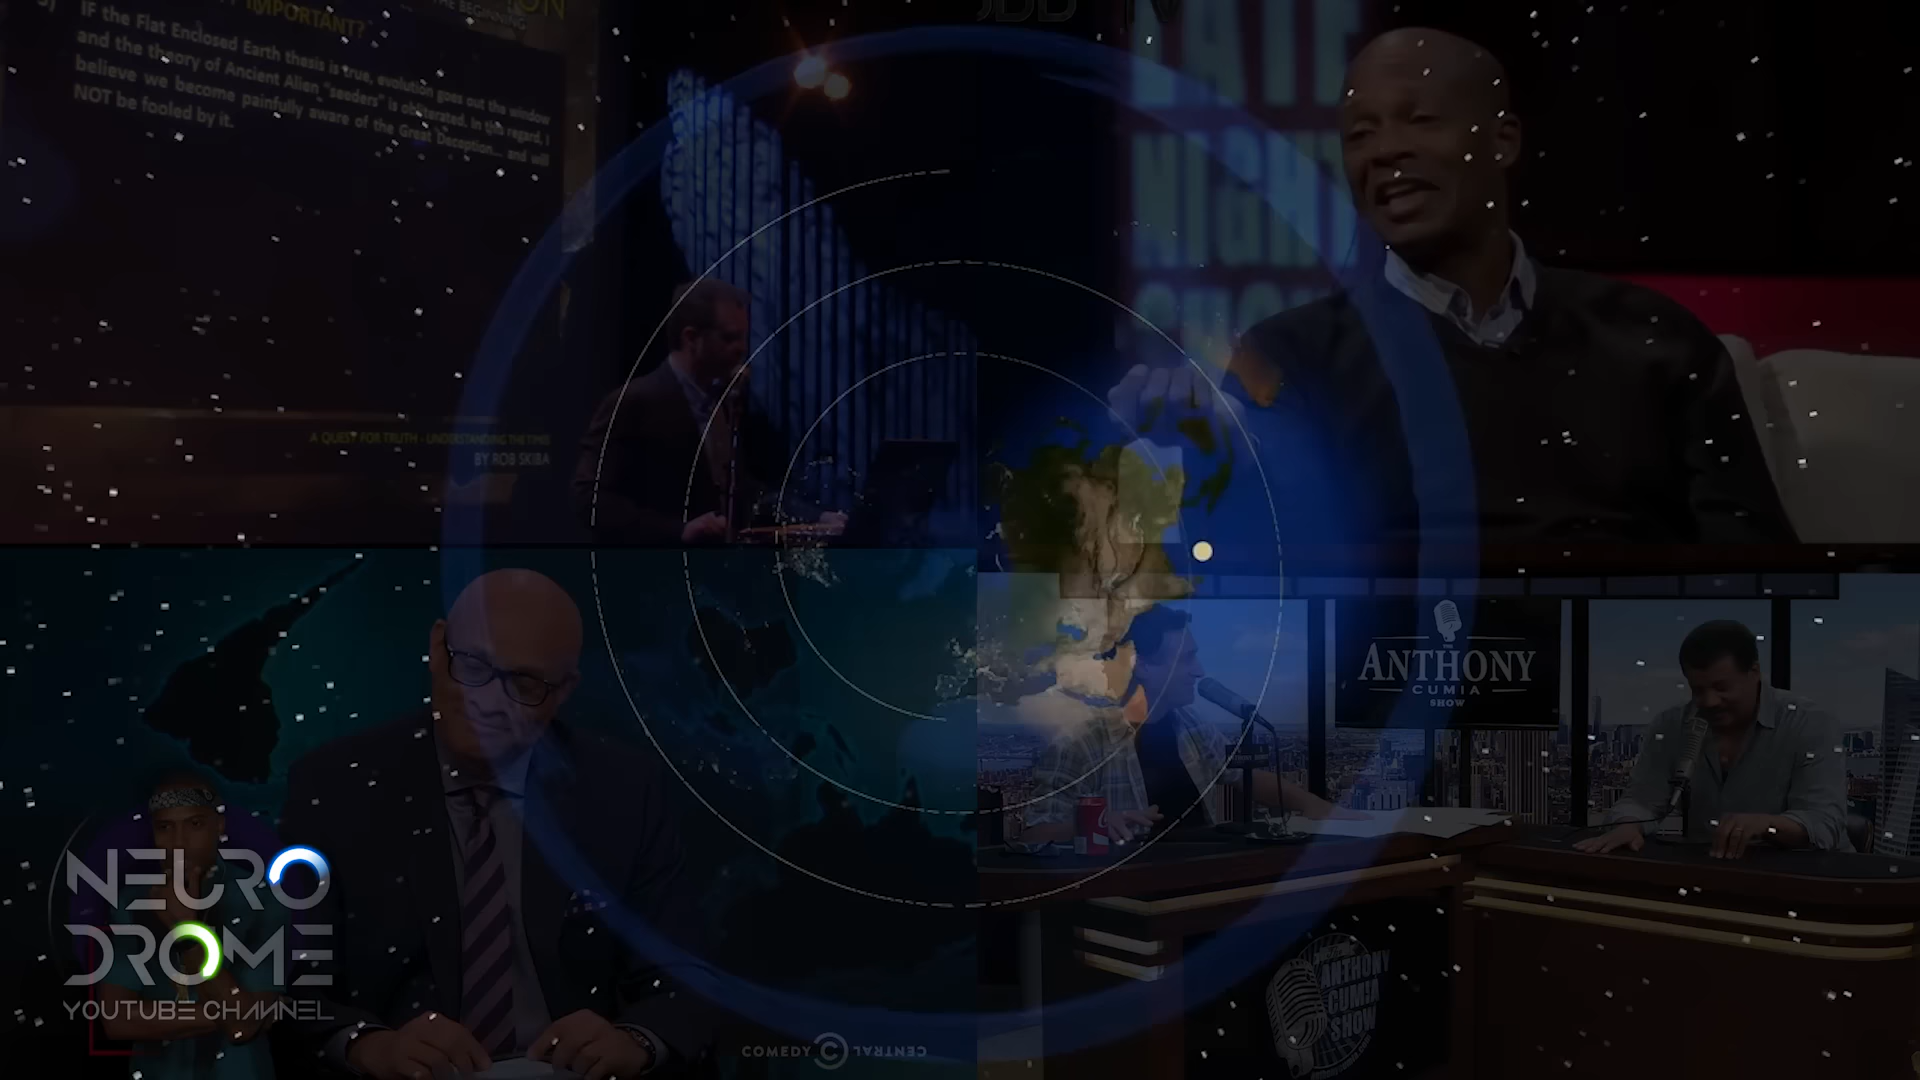 IMPORTANT?
THE BEGINNING
IF the Flat Enclosed Earth thesis is true, evolution goes out the window
and the theory of Ancient Alien "seeders" is obliterated. In this regard, I
believe we become painfully aware of the Great Deception... and will
NOT be fooled by it.
A QUEST FOR TRUTH - UNDERSTANDING THE TIMES
BY ROB SKIBA
LATE
NIGHT
SHOW
THE
ANTHONY
CUMIA
SHOW
NEURO
DROME
YOUTUBE CHANNEL
COMEDY CENTRAL
ANTHONY
CUMIA
SHOW